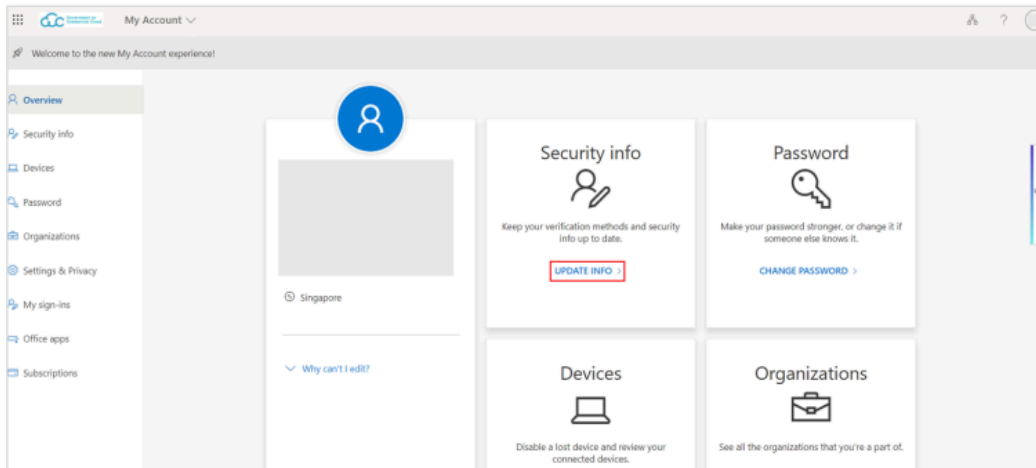 My Account
?
Welcome to the new My Account experience!
Overview
Security info
Devices
Password
Organizations
Settings & Privacy
My sign-ins
Office apps
Subscriptions
Singapore
Why can't I edit?
Security info
Keep your verification methods and security
info up to date.
UPDATE INFO >
Password
Make your password stronger, or change it if
someone else knows it.
CHANGE PASSWORD >
Devices
Disable a lost device and review your
connected devices.
Organizations
See all the organizations that you're a part of.